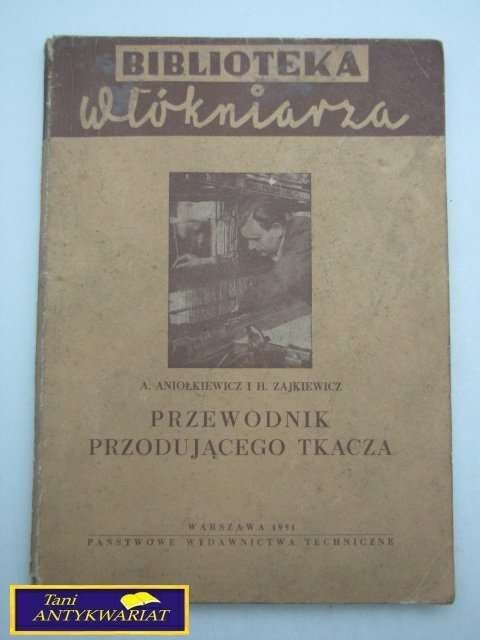 BIBLIOTEKA
włókniarza
A. ANIOŁKIEWICZ I H. ZAJKIEWICZ
PRZEWODNIK
PRZODUJĄCEGO TKACZA
WARSZAWA 1951
PAŃSTWOWE WYDAWNICTWA TECHNICZNE
Tani
ANTYKWARIAT